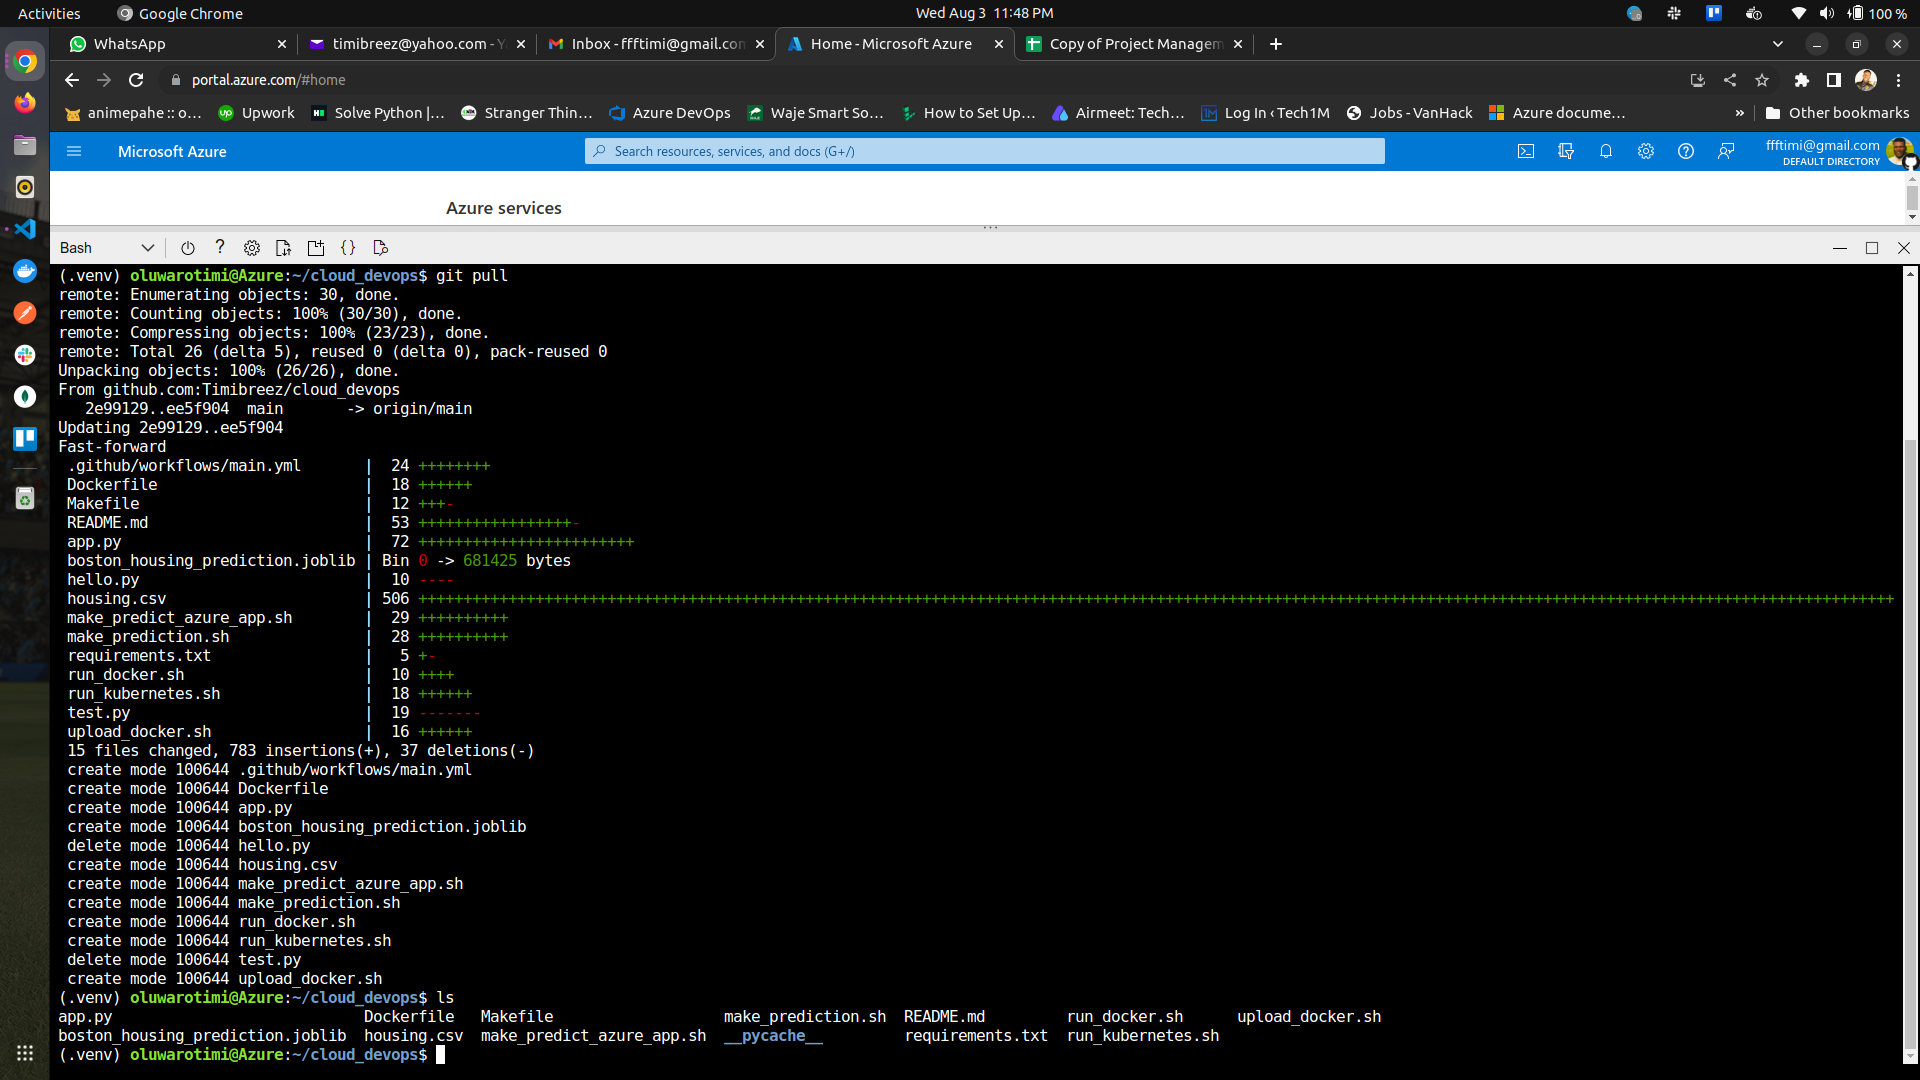 Activities Google Chrome Wed Aug 3 11:48 PM 100 %
WhatsApp timibreez@yahoo.com - Y Inbox - ffftimi@gmail.com Home - Microsoft Azure Copy of Project Managem
portal.azure.com/#home
animepahe :: o... Upwork Solve Python |... Stranger Thin... Azure DevOps Waje Smart So... How to Set Up... Airmeet: Tech... Log In ‹ Tech1M Jobs - VanHack Azure docume... » Other bookmarks
Microsoft Azure Search resources, services, and docs (G+/) ffftimi@gmail.com
DEFAULT DIRECTORY
Azure services
Bash
(.venv) oluwarotimi@Azure:~/cloud_devops$ git pull
remote: Enumerating objects: 30, done.
remote: Counting objects: 100% (30/30), done.
remote: Compressing objects: 100% (23/23), done.
remote: Total 26 (delta 5), reused 0 (delta 0), pack-reused 0
Unpacking objects: 100% (26/26), done.
From github.com:Timibreez/cloud_devops
   2e99129..ee5f904  main       -> origin/main
Updating 2e99129..ee5f904
Fast-forward
 .github/workflows/main.yml       |  24 ++++++++
 Dockerfile                       |  18 ++++++
 Makefile                         |  12 +++-
 README.md                        |  53 +++++++++++++++++-
 app.py                           |  72 ++++++++++++++++++++++++
 boston_housing_prediction.joblib | Bin 0 -> 681425 bytes
 hello.py                         |  10 ----
 housing.csv                      | 506 ++++++++++++++++++++++++++++++++++++++++++++++++++++++++++++++++++++++++++++++++++++++++++++++++++++++++++++++++++++++++++++++++++++++++++++++++++++++++++++++++++++
 make_predict_azure_app.sh        |  29 ++++++++++
 make_prediction.sh               |  28 ++++++++++
 requirements.txt                 |   5 +-
 run_docker.sh                    |  10 ++++
 run_kubernetes.sh                |  18 ++++++
 test.py                          |  19 -------
 upload_docker.sh                 |  16 ++++++
 15 files changed, 783 insertions(+), 37 deletions(-)
 create mode 100644 .github/workflows/main.yml
 create mode 100644 Dockerfile
 create mode 100644 app.py
 create mode 100644 boston_housing_prediction.joblib
 delete mode 100644 hello.py
 create mode 100644 housing.csv
 create mode 100644 make_predict_azure_app.sh
 create mode 100644 make_prediction.sh
 create mode 100644 run_docker.sh
 create mode 100644 run_kubernetes.sh
 delete mode 100644 test.py
 create mode 100644 upload_docker.sh
(.venv) oluwarotimi@Azure:~/cloud_devops$ ls
app.py                            Dockerfile   Makefile                   make_prediction.sh  README.md         run_docker.sh      upload_docker.sh
boston_housing_prediction.joblib  housing.csv  make_predict_azure_app.sh  __pycache__         requirements.txt  run_kubernetes.sh
(.venv) oluwarotimi@Azure:~/cloud_devops$